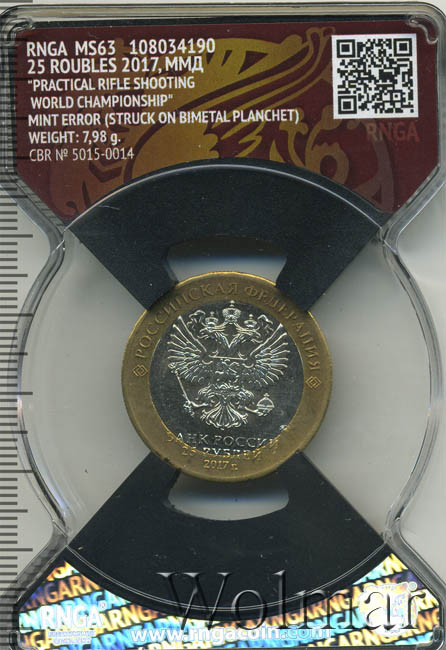 RNGA MS63 108034190
25 ROUBLES 2017, ММД
"PRACTICAL RIFLE SHOOTING
WORLD CHAMPIONSHIP"
MINT ERROR (STRUCK ON BIMETAL PLANCHET)
WEIGHT: 7,98 g.
CBR № 5015-0014
RNGA
РОССИЙСКАЯ ФЕДЕРАЦИЯ
БАНК РОССИИ
25 РУБЛЕЙ
2017 г.
RNGA
Wolmar
www.rngacoin.com